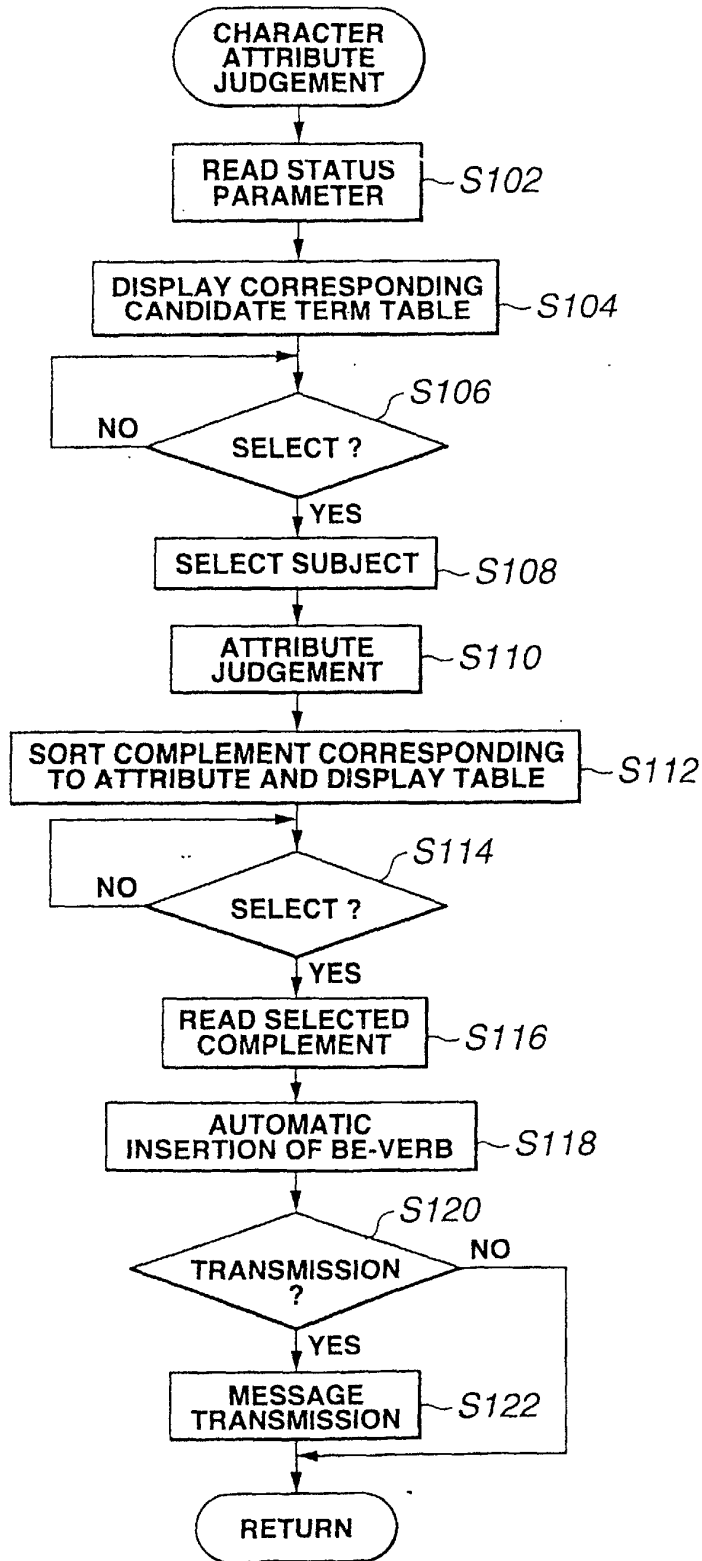 CHARACTER
ATTRIBUTE
JUDGEMENT
READ STATUS
PARAMETER
S102
DISPLAY CORRESPONDING
CANDIDATE TERM TABLE
S104
S106
NO
SELECT ?
YES
SELECT SUBJECT
S108
ATTRIBUTE
JUDGEMENT
S110
SORT COMPLEMENT CORRESPONDING
TO ATTRIBUTE AND DISPLAY TABLE
S112
S114
NO
SELECT ?
YES
READ SELECTED
COMPLEMENT
S116
AUTOMATIC
INSERTION OF BE-VERB
S118
S120
NO
TRANSMISSION
?
YES
MESSAGE
TRANSMISSION
S122
RETURN